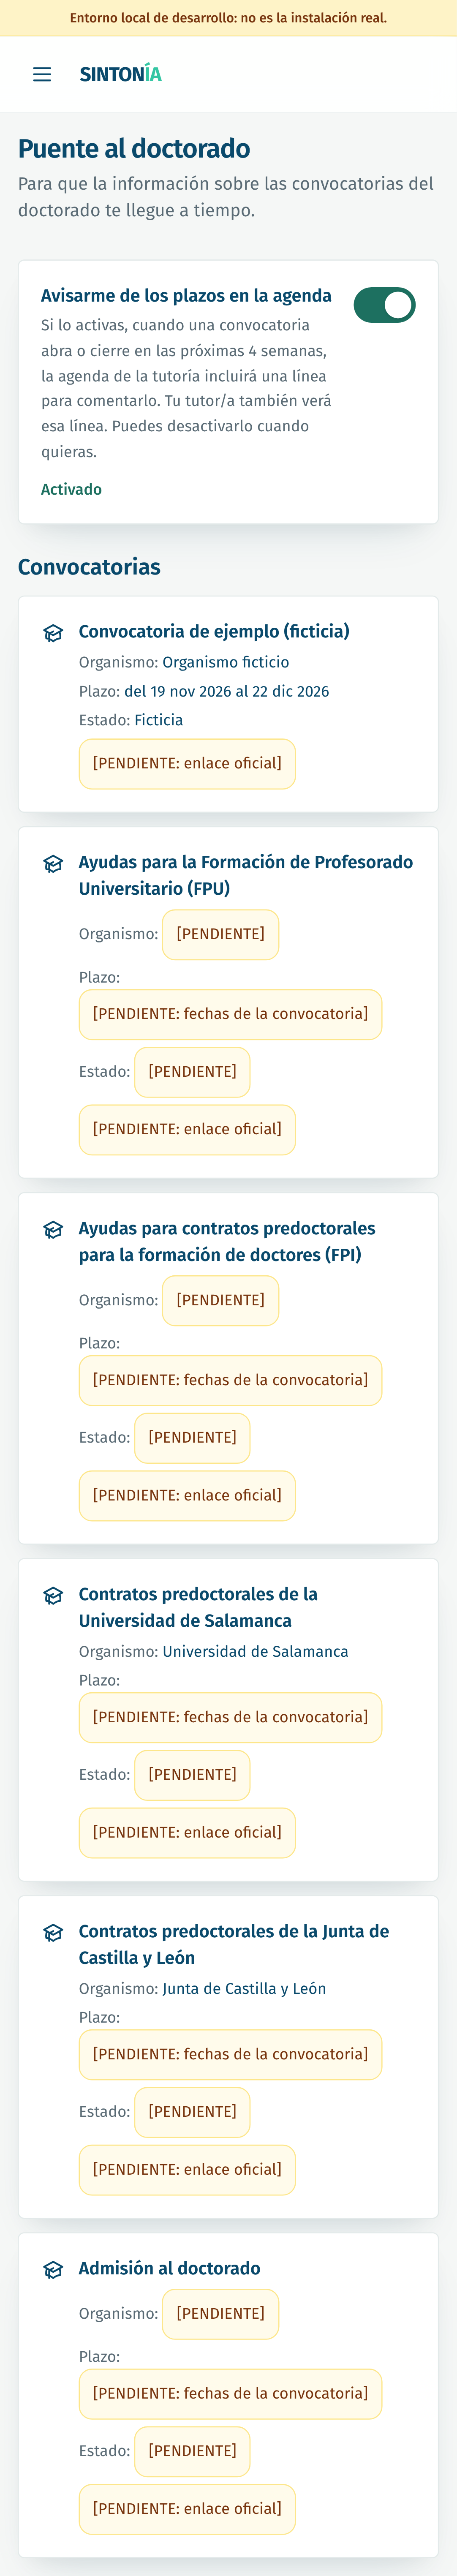 Entorno local de desarrollo: no es la instalación real.
SINTONÍA
Puente al doctorado
Para que la información sobre las convocatorias del
doctorado te llegue a tiempo.
Avisarme de los plazos en la agenda
Si lo activas, cuando una convocatoria
abra o cierre en las próximas 4 semanas,
la agenda de la tutoría incluirá una línea
para comentarlo. Tu tutor/a también verá
esa línea. Puedes desactivarlo cuando
quieras.
Activado
Convocatorias
Convocatoria de ejemplo (ficticia)
Organismo: Organismo ficticio
Plazo: del 19 nov 2026 al 22 dic 2026
Estado: Ficticia
[PENDIENTE: enlace oficial]
Ayudas para la Formación de Profesorado
Universitario (FPU)
Organismo: [PENDIENTE]
Plazo:
[PENDIENTE: fechas de la convocatoria]
Estado: [PENDIENTE]
[PENDIENTE: enlace oficial]
Ayudas para contratos predoctorales
para la formación de doctores (FPI)
Organismo: [PENDIENTE]
Plazo:
[PENDIENTE: fechas de la convocatoria]
Estado: [PENDIENTE]
[PENDIENTE: enlace oficial]
Contratos predoctorales de la
Universidad de Salamanca
Organismo: Universidad de Salamanca
Plazo:
[PENDIENTE: fechas de la convocatoria]
Estado: [PENDIENTE]
[PENDIENTE: enlace oficial]
Contratos predoctorales de la Junta de
Castilla y León
Organismo: Junta de Castilla y León
Plazo:
[PENDIENTE: fechas de la convocatoria]
Estado: [PENDIENTE]
[PENDIENTE: enlace oficial]
Admisión al doctorado
Organismo: [PENDIENTE]
Plazo:
[PENDIENTE: fechas de la convocatoria]
Estado: [PENDIENTE]
[PENDIENTE: enlace oficial]